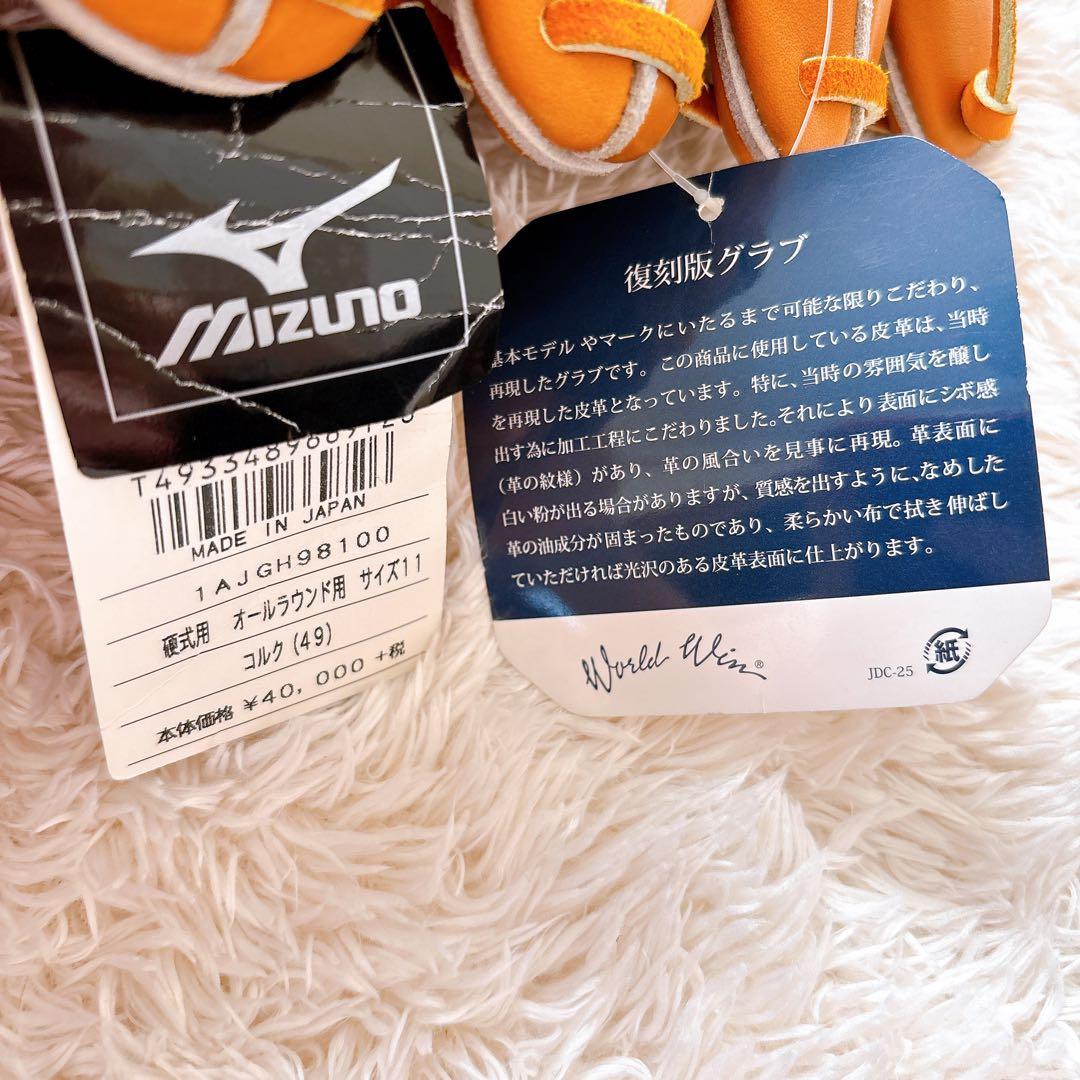 MIZUNO
MADE IN JAPAN
1AJGH98100
硬式用 オールラウンド用 サイズ11
コルク(49)
本体価格 ¥40,000 +税
復刻版グラブ
基本モデルやマークにいたるまで可能な限りこだわり、
再現したグラブです。この商品に使用している皮革は、当時
を再現した皮革となっています。特に、当時の雰囲気を醸し
出す為に加工工程にこだわりました。それにより表面にシボ感
(革の紋様)があり、革の風合いを見事に再現。革表面に
白い粉が出る場合がありますが、質感を出すように、なめした
革の油成分が固まったものであり、柔らかい布で拭き伸ばし
ていただければ光沢のある皮革表面に仕上がります。
World Win®
JDC-25
紙